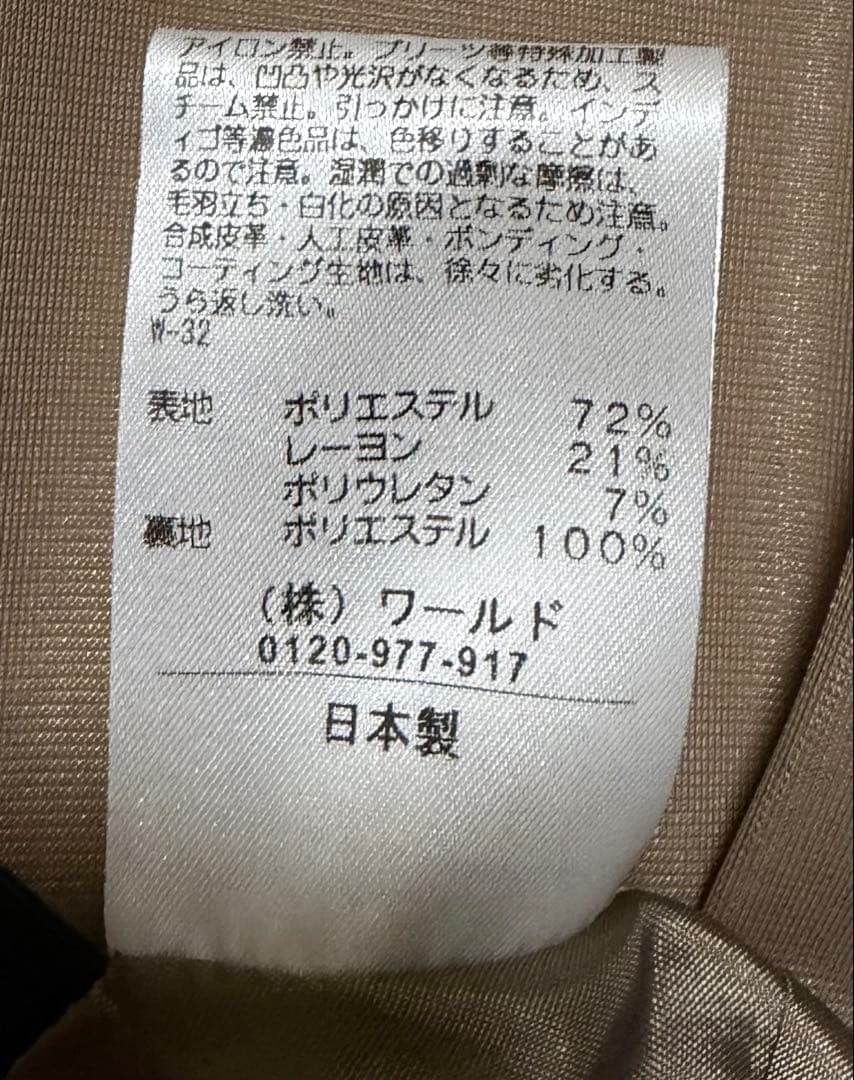 アイロン禁止。プリーツ等特殊加工製
品は、凹凸や光沢がなくなるため、ス
チーム禁止。引っかけに注意。インデ
ィゴ等濃色品は、色移りすることがあ
るので注意。湿潤での過剰な摩擦は、
毛羽立ち・白化の原因となるため注意。
合成皮革・人工皮革・ボンディング・
コーティング生地は、徐々に劣化する。
うら返し洗い。
W-32
表地 ポリエステル 72%
レーヨン 21%
ポリウレタン 7%
裏地 ポリエステル 100%
(株) ワールド
0120-977-917
日本製